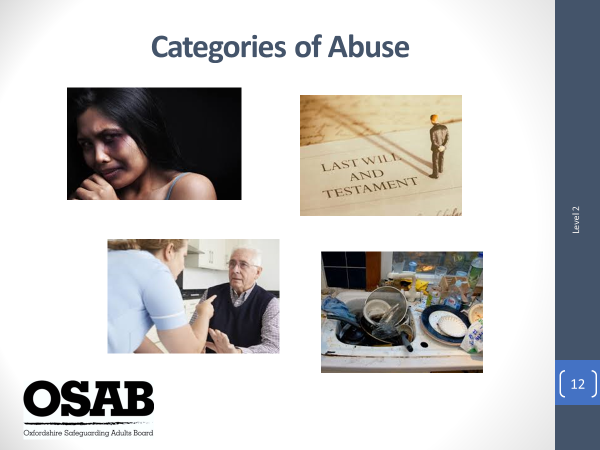 Categories of Abuse
LAST WILL
AND
TESTAMENT
Level 2
12
OSAB
Oxfordshire Safeguarding Adults Board